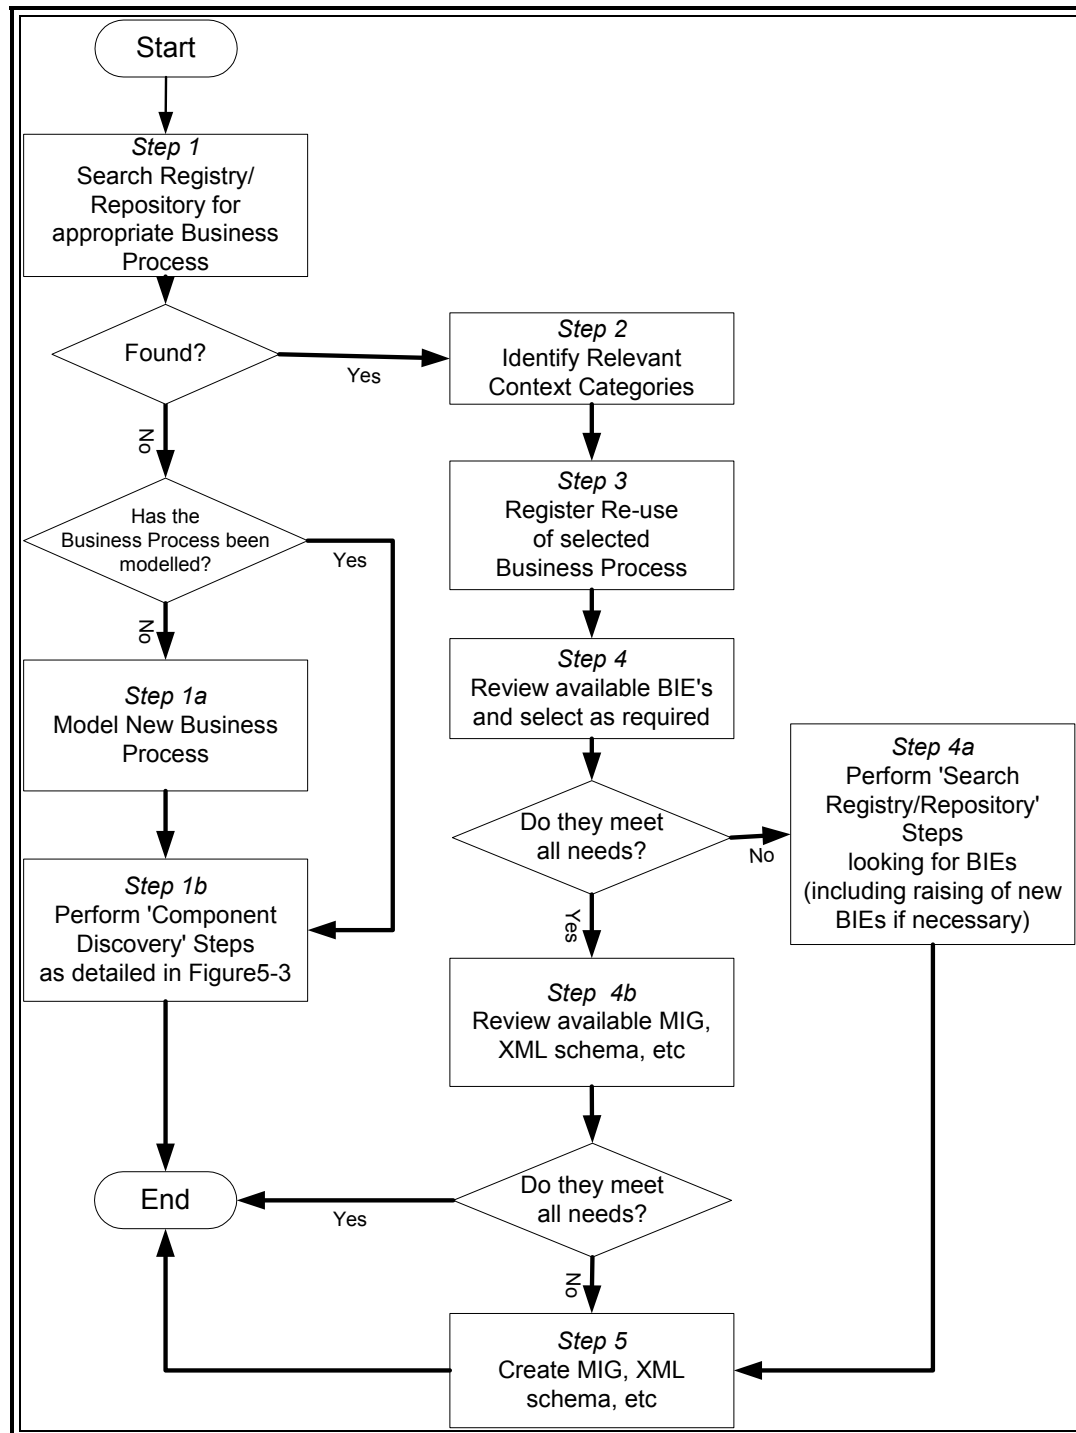 Start
Step 1
Search Registry/
Repository for
appropriate Business
Process
Found?
Yes
No
Step 2
Identify Relevant
Context Categories
Step 3
Register Re-use
of selected
Business Process
Has the
Business Process been
modelled?
Yes
No
Step 1a
Model New Business
Process
Step 4
Review available BIE's
and select as required
Do they meet
all needs?
No
Yes
Step 4a
Perform 'Search
Registry/Repository'
Steps
looking for BIEs
(including raising of new
BIEs if necessary)
Step 1b
Perform 'Component
Discovery' Steps
as detailed in Figure5-3
Step 4b
Review available MIG,
XML schema, etc
Do they meet
all needs?
Yes
No
End
Step 5
Create MIG, XML
schema, etc